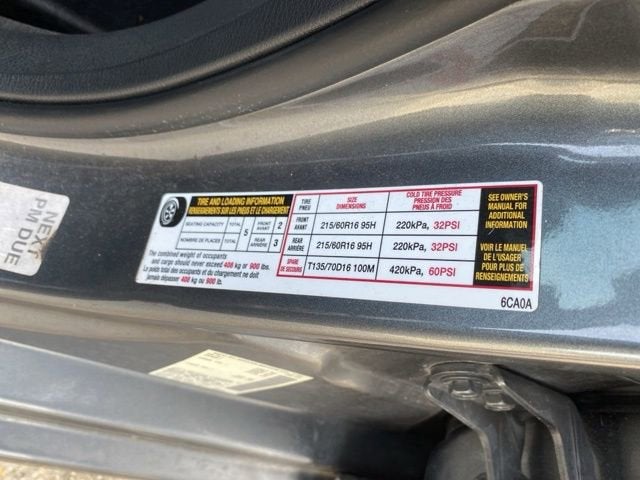 NEXT
PM DUE
TIRE AND LOADING INFORMATION
RENSEIGNEMENTS SUR LES PNEUS ET LE CHARGEMENT
SEATING CAPACITY TOTAL 5 FRONT AVANT 2
NOMBRE DE PLACES TOTAL REAR ARRIÈRE 3
The combined weight of occupants
and cargo should never exceed 408 kg or 900 lbs.
Le poids total des occupants et du chargement ne doit
jamais dépasser 408 kg ou 900 lb.
TIRE PNEU SIZE DIMENSIONS COLD TIRE PRESSURE PRESSION DES PNEUS À FROID
FRONT AVANT 215/60R16 95H 220kPa, 32PSI
REAR ARRIÈRE 215/60R16 95H 220kPa, 32PSI
SPARE DE SECOURS T135/70D16 100M 420kPa, 60PSI
SEE OWNER'S
MANUAL FOR
ADDITIONAL
INFORMATION
VOIR LE MANUEL
DE L'USAGER
POUR PLUS DE
RENSEIGNEMENTS
6CA0A